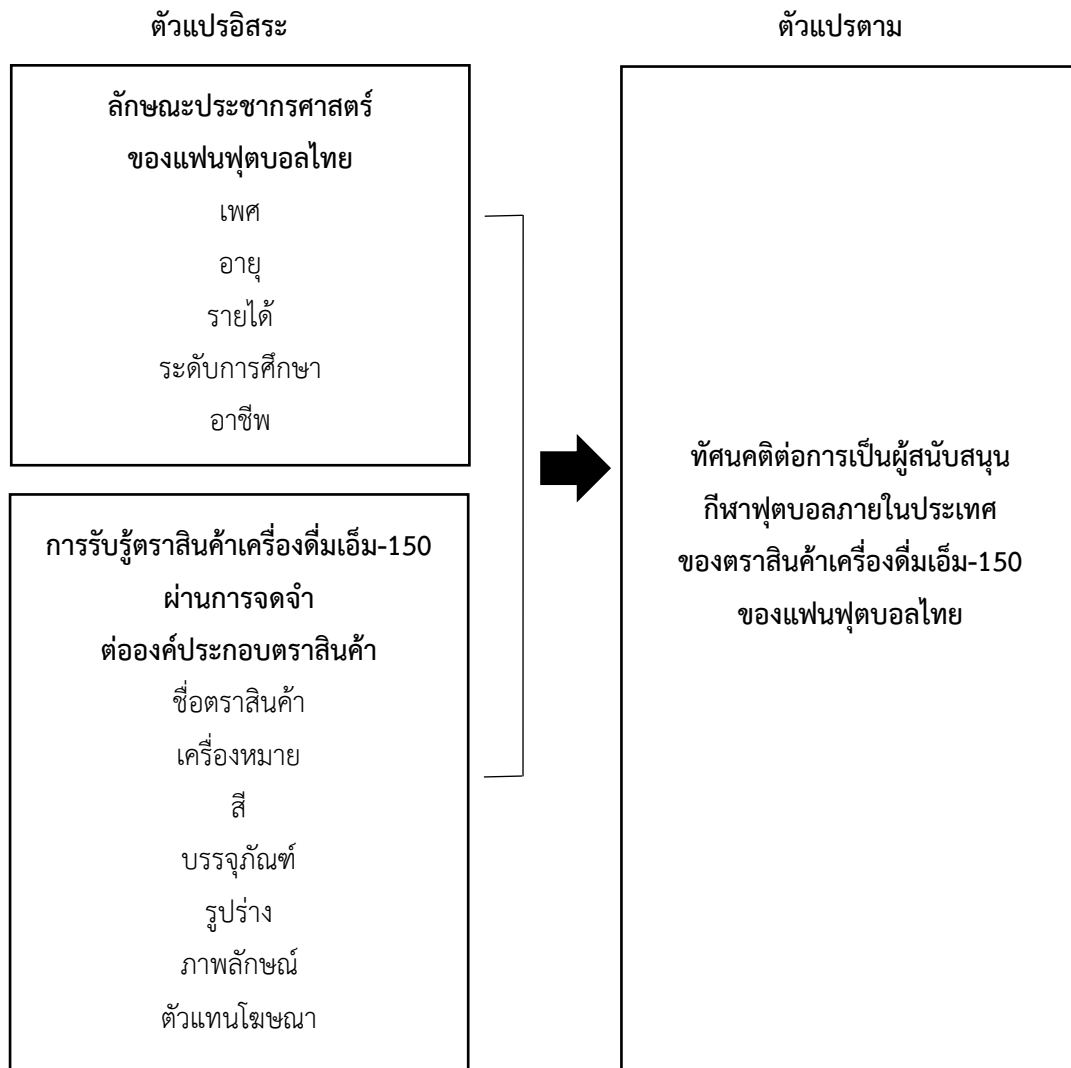 ตัวแปรอิสระ
ตัวแปรตาม
ลักษณะประชากรศาสตร์
ของแฟนฟุตบอลไทย
เพศ
อายุ
รายได้
ระดับการศึกษา
อาชีพ
การรับรู้ตราสินค้าเครื่องดื่มเอ็ม-150
ผ่านการจดจำ
ต่อองค์ประกอบตราสินค้า
ชื่อตราสินค้า
เครื่องหมาย
สี
บรรจุภัณฑ์
รูปร่าง
ภาพลักษณ์
ตัวแทนโฆษณา
ทัศนคติต่อการเป็นผู้สนับสนุน
กีฬาฟุตบอลภายในประเทศ
ของตราสินค้าเครื่องดื่มเอ็ม-150
ของแฟนฟุตบอลไทย